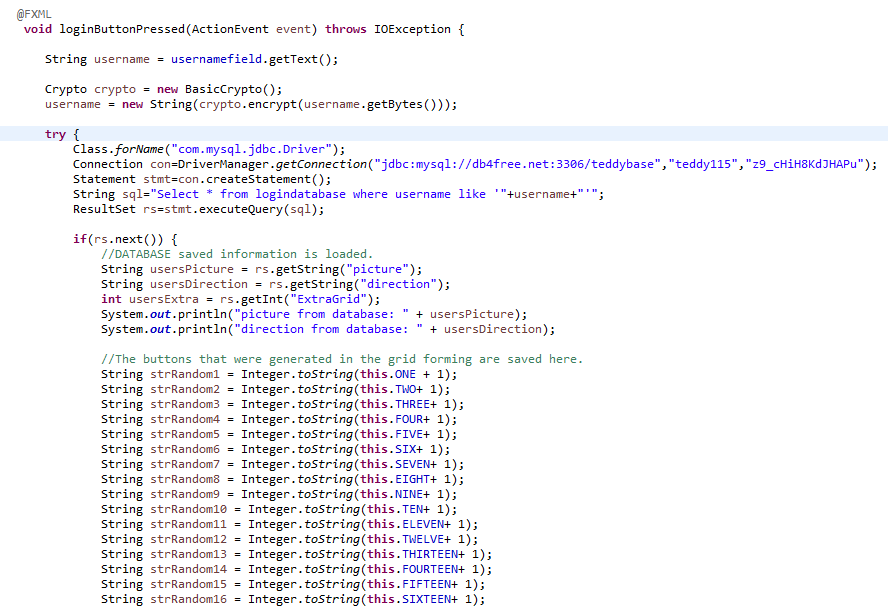 @FXML
void loginButtonPressed(ActionEvent event) throws IOException {
String username = usernamefield.getText();
Crypto crypto = new BasicCrypto();
username = new String(crypto.encrypt(username.getBytes()));
try {
Class.forName("com.mysql.jdbc.Driver");
Connection con=DriverManager.getConnection("jdbc:mysql://db4free.net:3306/teddybase","teddy115","z9_cHiH8KdJHAPu");
Statement stmt=con.createStatement();
String sql="Select * from logindatabase where username like '"+username+"'";
ResultSet rs=stmt.executeQuery(sql);
if(rs.next()) {
//DATABASE saved information is loaded.
String usersPicture = rs.getString("picture");
String usersDirection = rs.getString("direction");
int usersExtra = rs.getInt("ExtraGrid");
System.out.println("picture from database: " + usersPicture);
System.out.println("direction from database: " + usersDirection);
//The buttons that were generated in the grid forming are saved here.
String strRandom1 = Integer.toString(this.ONE + 1);
String strRandom2 = Integer.toString(this.TWO+ 1);
String strRandom3 = Integer.toString(this.THREE+ 1);
String strRandom4 = Integer.toString(this.FOUR+ 1);
String strRandom5 = Integer.toString(this.FIVE+ 1);
String strRandom6 = Integer.toString(this.SIX+ 1);
String strRandom7 = Integer.toString(this.SEVEN+ 1);
String strRandom8 = Integer.toString(this.EIGHT+ 1);
String strRandom9 = Integer.toString(this.NINE+ 1);
String strRandom10 = Integer.toString(this.TEN+ 1);
String strRandom11 = Integer.toString(this.ELEVEN+ 1);
String strRandom12 = Integer.toString(this.TWELVE+ 1);
String strRandom13 = Integer.toString(this.THIRTEEN+ 1);
String strRandom14 = Integer.toString(this.FOURTEEN+ 1);
String strRandom15 = Integer.toString(this.FIFTEEN+ 1);
String strRandom16 = Integer.toString(this.SIXTEEN+ 1);